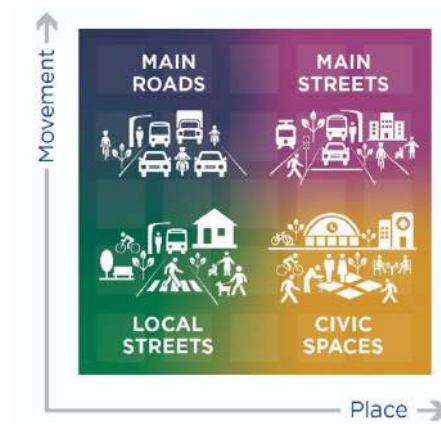 Movement
MAIN
ROADS
MAIN
STREETS
LOCAL
STREETS
CIVIC
SPACES
Place